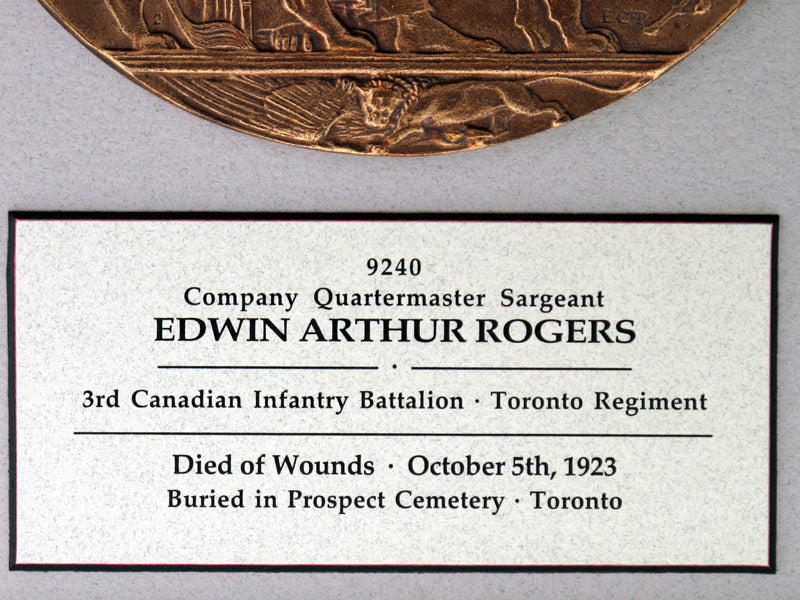 E.CR.P
9240
Company Quartermaster Sargeant
EDWIN ARTHUR ROGERS
3rd Canadian Infantry Battalion · Toronto Regiment
Died of Wounds · October 5th, 1923
Buried in Prospect Cemetery · Toronto